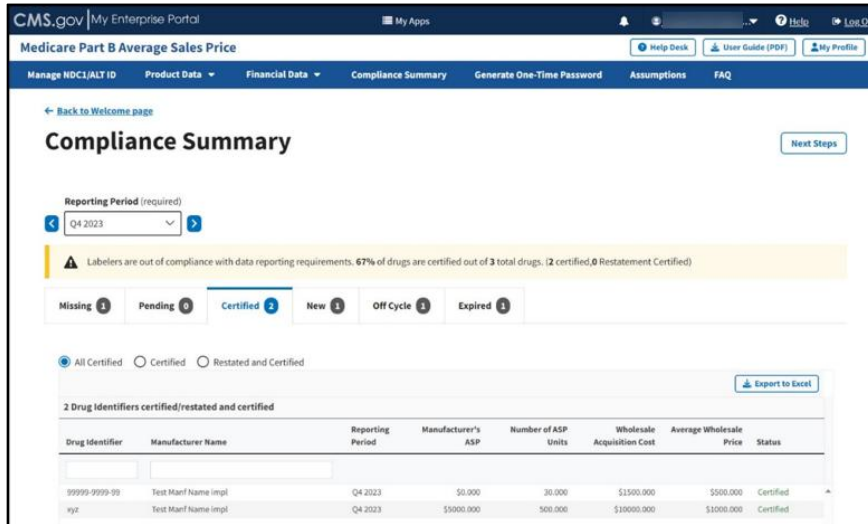 CMS.gov My Enterprise Portal
My Apps
Help
Log O
Medicare Part B Average Sales Price
Help Desk
User Guide (PDF)
My Profile
Manage NDC1/ALT ID Product Data Financial Data Compliance Summary Generate One-Time Password Assumptions FAQ
← Back to Welcome page
Compliance Summary
Next Steps
Reporting Period (required)
Q4 2023
Labelers are out of compliance with data reporting requirements. 67% of drugs are certified out of 3 total drugs. (2 certified,0 Restatement Certified)
Missing 1 Pending 0 Certified 2 New 1 Off Cycle 1 Expired 1
All Certified Certified Restated and Certified
Export to Excel
2 Drug Identifiers certified/restated and certified
Drug Identifier Manufacturer Name Reporting Period Manufacturer's ASP Number of ASP Units Wholesale Acquisition Cost Average Wholesale Price Status
99999-9999-99 Test Manf Name impl Q4 2023 $0.000 30.000 $1500.000 $500.000 Certified
xyz Test Manf Name impl Q4 2023 $5000.000 500.000 $10000.000 $1000.000 Certified